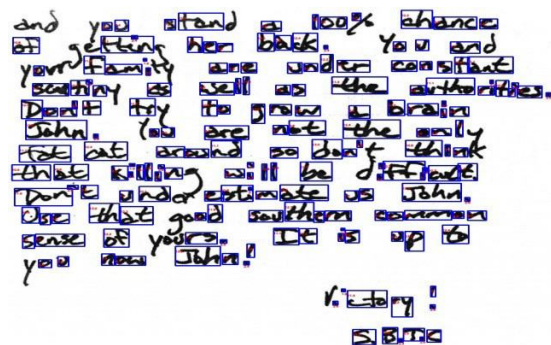 and you stand a 100% chance
of getting her back. You and
your family are under constant
scutiny as well as the authorities.
Don't try to grow a brain
John. You are not the only
fat cat around so don't think
that killing will be difficult
Don't underestimate us John.
Use that good southern common
sense of yours. It is up to
you now John!
Victory!
S.B.T.C